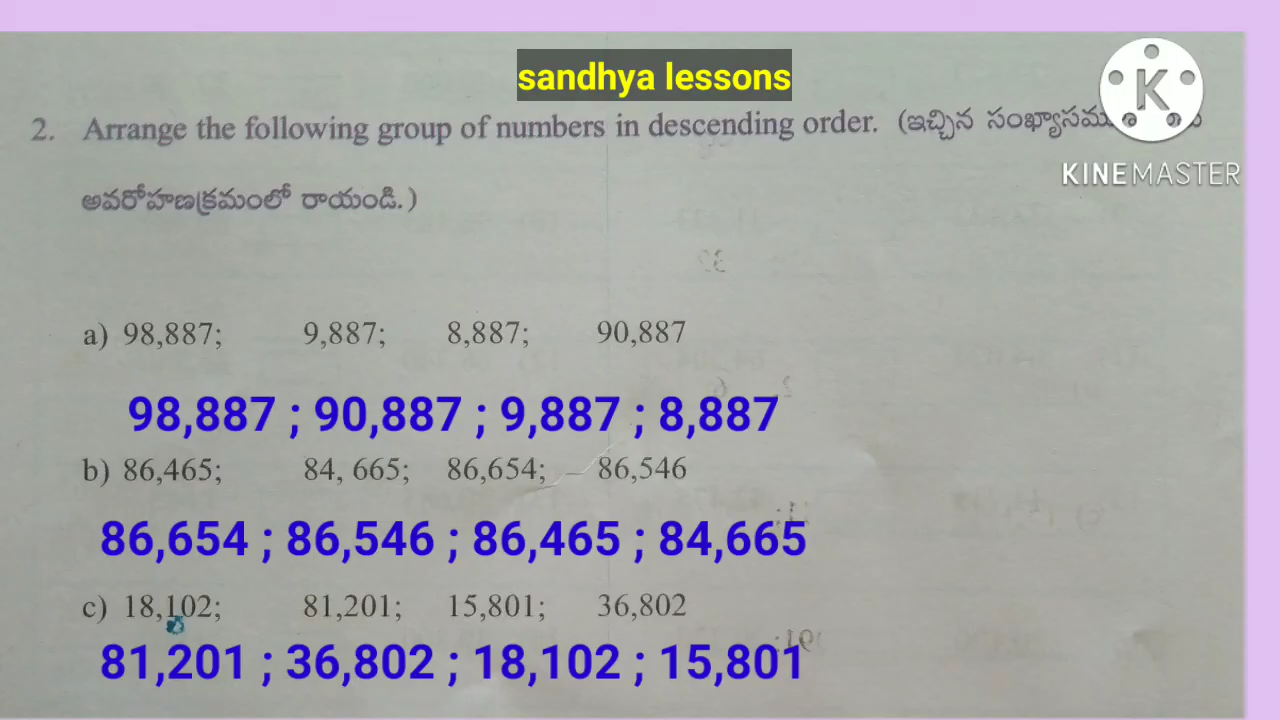 sandhya lessons
2. Arrange the following group of numbers in descending order. (ఇచ్చిన
అవరోహణక్రమంలో రాయండి.)
K
KINEMASTER
a) 98,887; 9,887; 8,887; 90,887
98,887 ; 90,887 ; 9,887 ; 8,887
b) 86,465; 84, 665; 86,654; 86,546
86,654 ; 86,546 ; 86,465 ; 84,665
c) 18,102; 81,201; 15,801; 36,802
81,201 ; 36,802 ; 18,102 ; 15,801